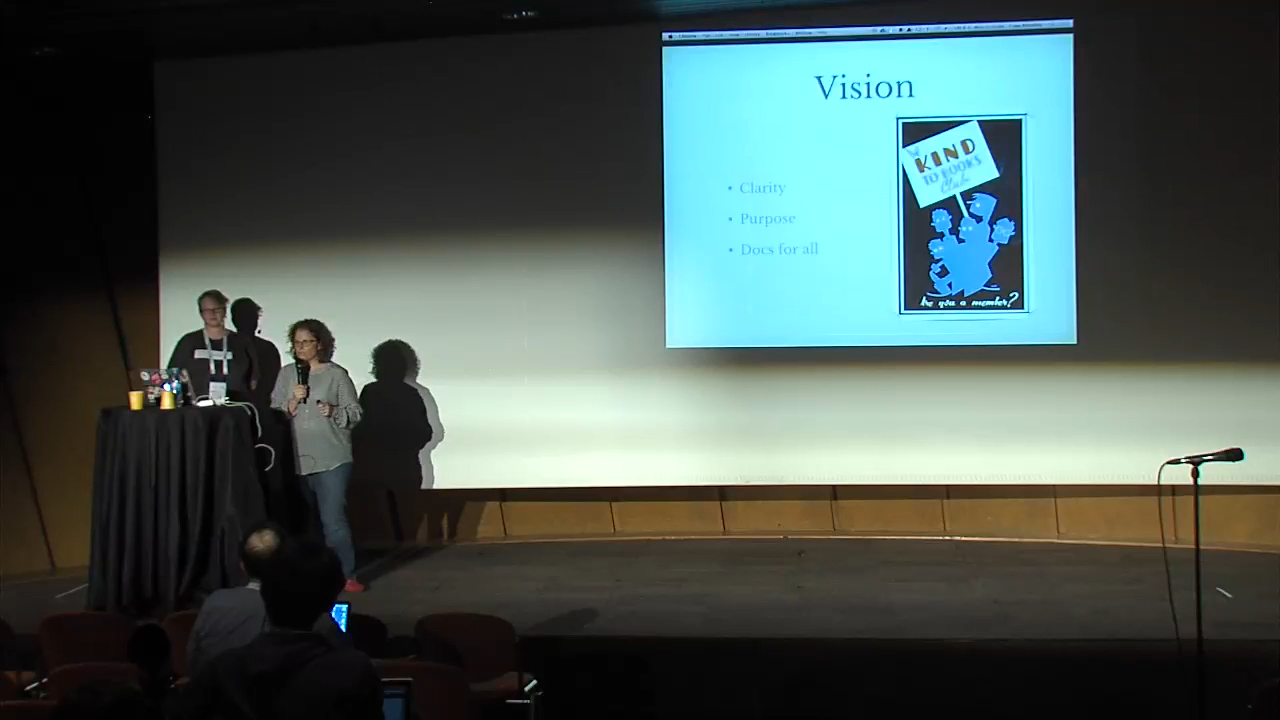 Vision
• Clarity
• Purpose
• Docs for all
KIND
TO BOOKS
Club
Are you a member?